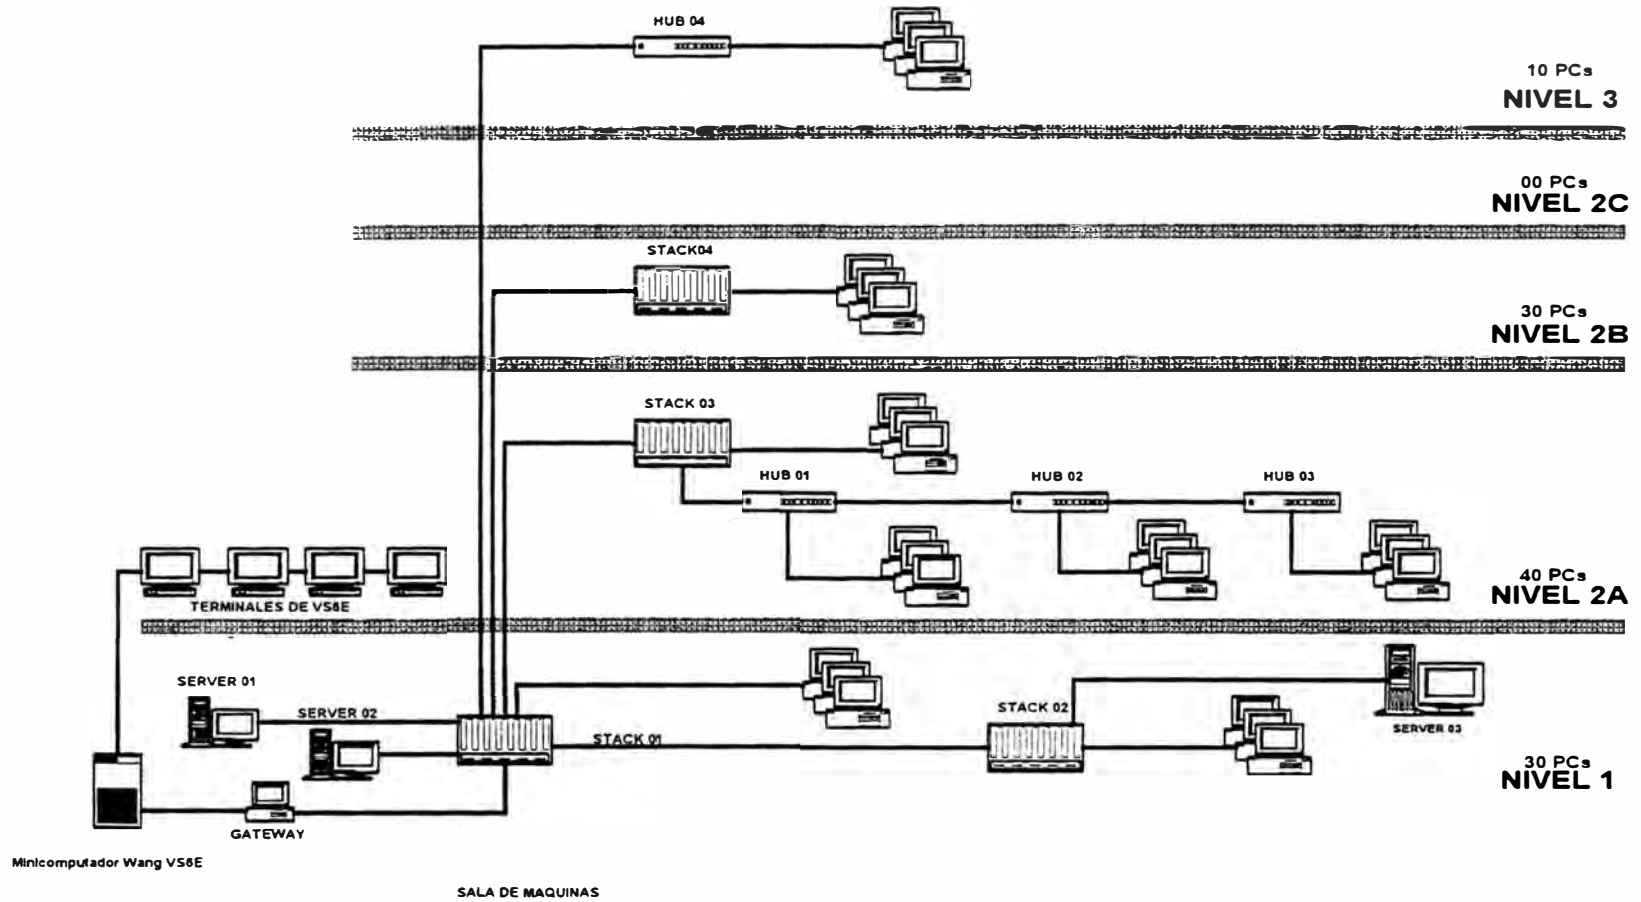 HUB 04
10 PCs
NIVEL 3
00 PCs
NIVEL 2C
STACK04
30 PCs
NIVEL 2B
STACK 03
HUB 01
HUB 02
HUB 03
40 PCs
NIVEL 2A
TERMINALES DE VS6E
SERVER 01
SERVER 02
STACK 01
STACK 02
SERVER 03
30 PCs
NIVEL 1
GATEWAY
Minicomputador Wang VS6E
SALA DE MAQUINAS